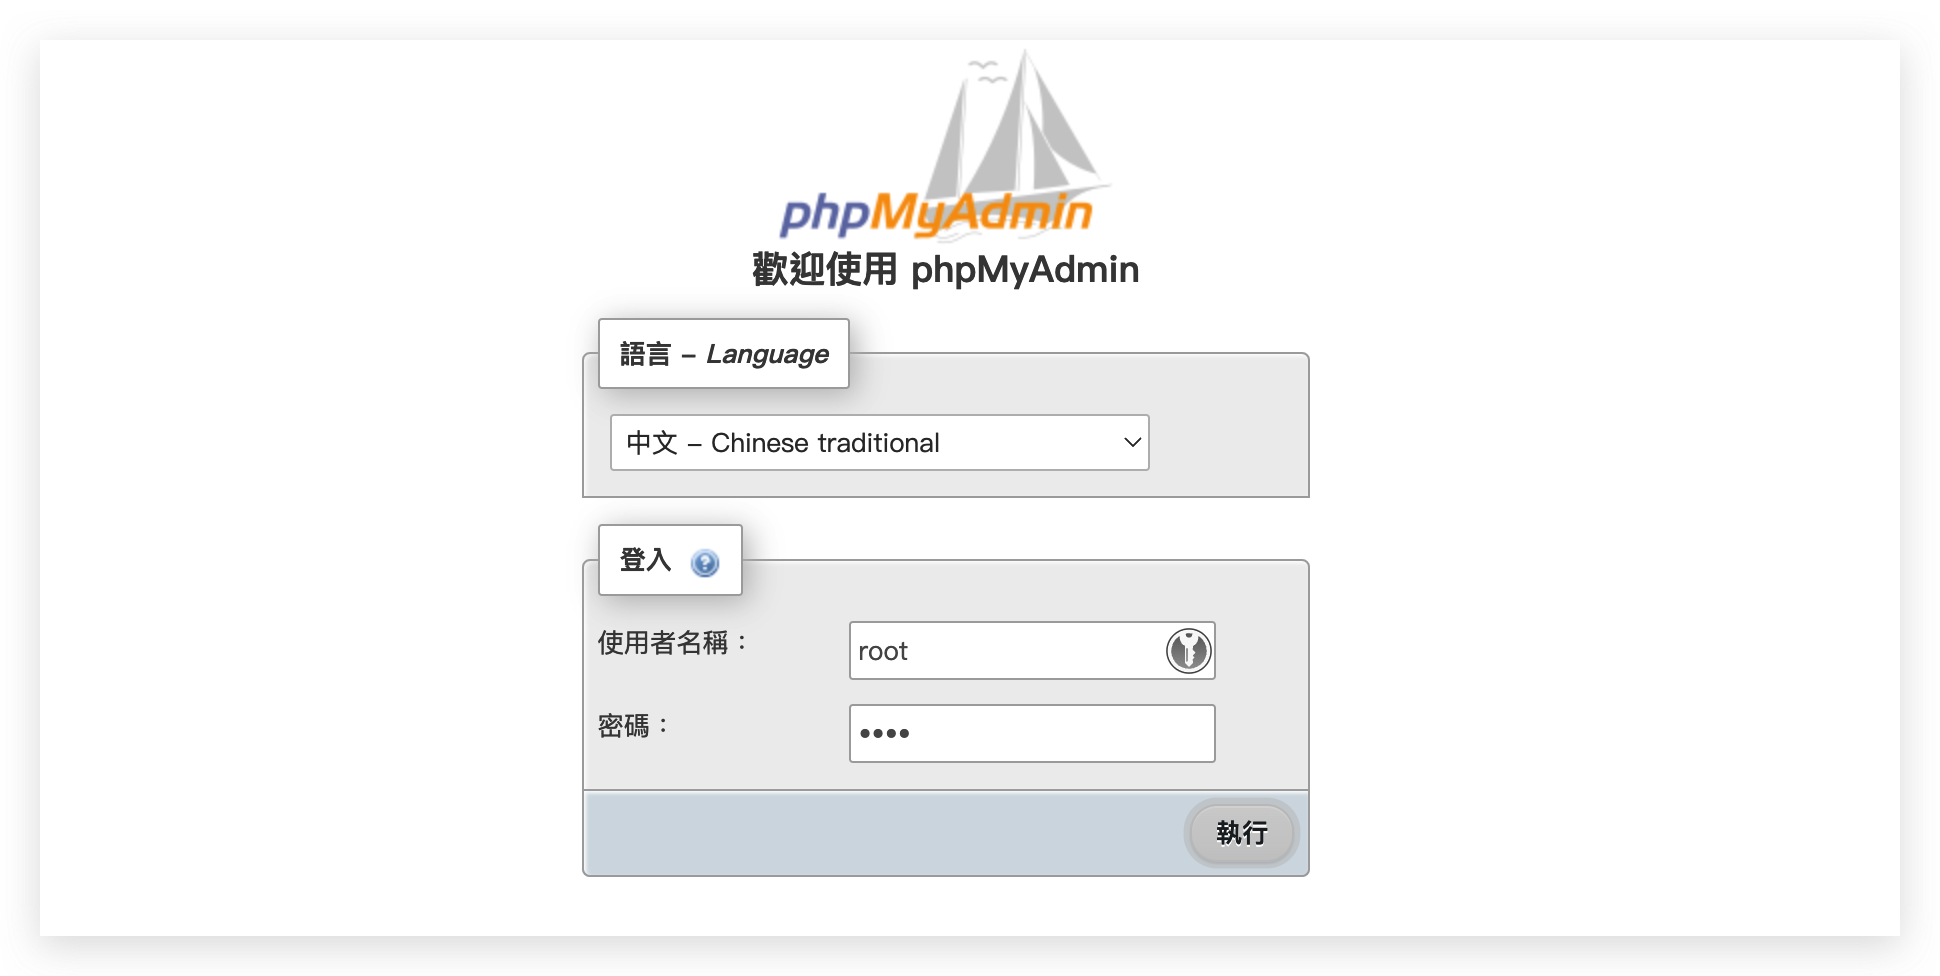 phpMyAdmin
歡迎使用 phpMyAdmin
語言 – Language
中文 – Chinese traditional
登入
使用者名稱：
root
密碼：
••••
執行